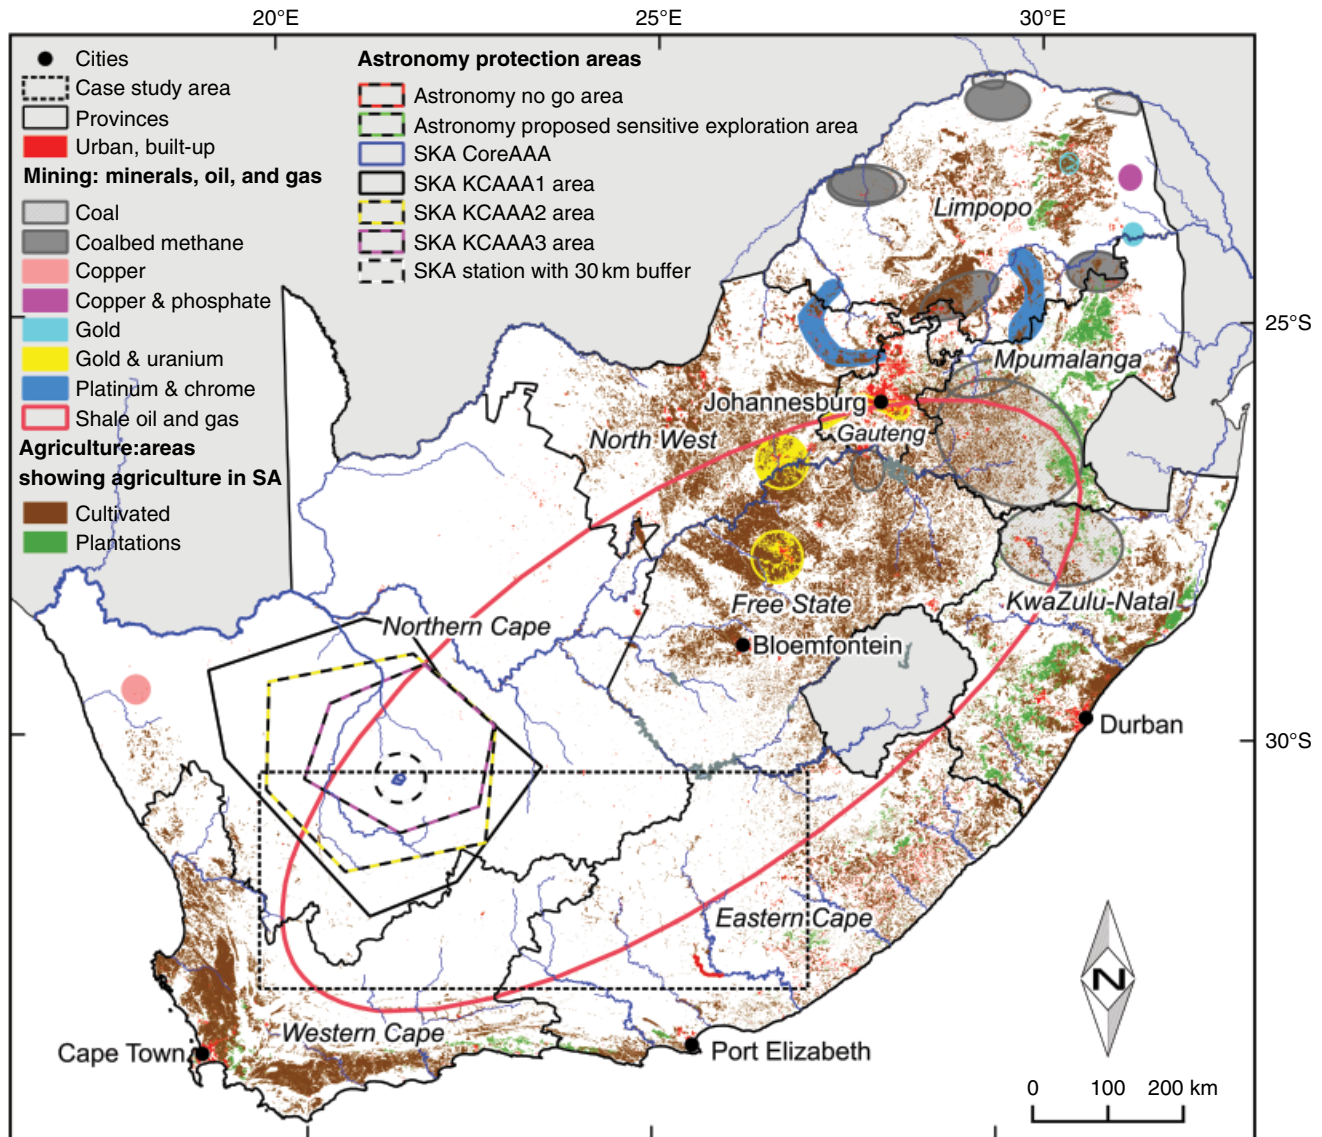 20°E 25°E 30°E
Cities
Case study area
Provinces
Urban, built-up
Mining: minerals, oil, and gas
Coal
Coalbed methane
Copper
Copper & phosphate
Gold
Gold & uranium
Platinum & chrome
Shale oil and gas
Agriculture:areas
showing agriculture in SA
Cultivated
Plantations
Astronomy protection areas
Astronomy no go area
Astronomy proposed sensitive exploration area
SKA CoreAAA
SKA KCAAA1 area
SKA KCAAA2 area
SKA KCAAA3 area
SKA station with 30 km buffer
Limpopo
25°S
Mpumalanga
Johannesburg
North West
Gauteng
Free State
KwaZulu-Natal
Northern Cape
Bloemfontein
Durban
30°S
Eastern Cape
N
Western Cape
Cape Town
Port Elizabeth
0 100 200 km